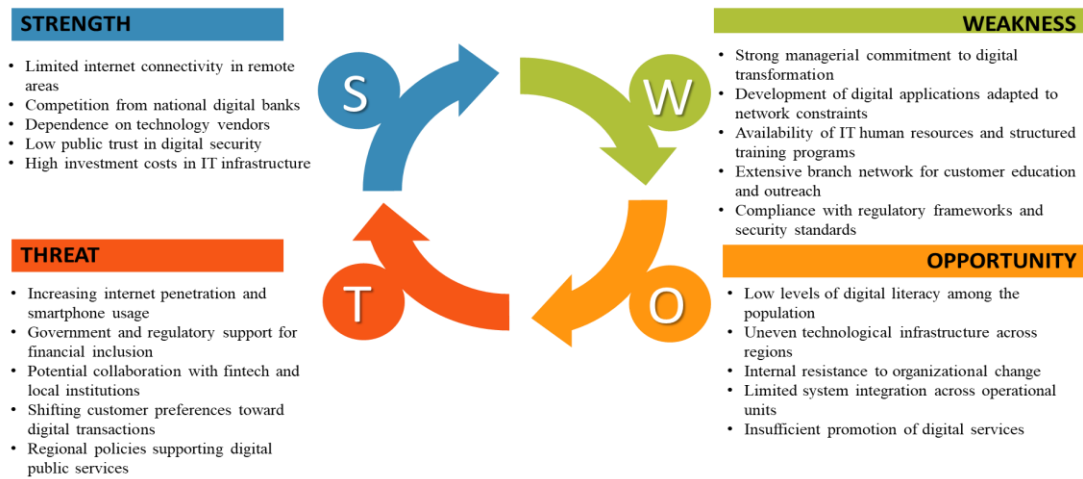 STRENGTH
• Limited internet connectivity in remote
areas
• Competition from national digital banks
• Dependence on technology vendors
• Low public trust in digital security
• High investment costs in IT infrastructure
S
W
WEAKNESS
• Strong managerial commitment to digital
transformation
• Development of digital applications adapted to
network constraints
• Availability of IT human resources and structured
training programs
• Extensive branch network for customer education
and outreach
• Compliance with regulatory frameworks and
security standards
THREAT
• Increasing internet penetration and
smartphone usage
• Government and regulatory support for
financial inclusion
• Potential collaboration with fintech and
local institutions
• Shifting customer preferences toward
digital transactions
• Regional policies supporting digital
public services
T
O
OPPORTUNITY
• Low levels of digital literacy among the
population
• Uneven technological infrastructure across
regions
• Internal resistance to organizational change
• Limited system integration across operational
units
• Insufficient promotion of digital services